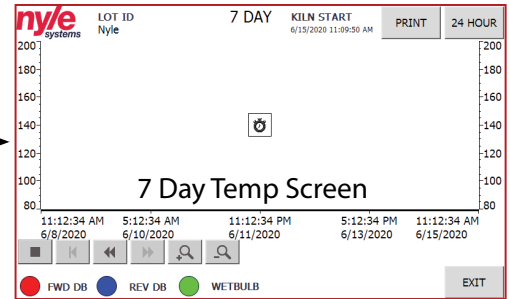 nyle systems
LOT ID
Nyle
7 DAY
KILN START
6/15/2020 11:09:50 AM
PRINT
24 HOUR
200 200
180 180
160 160
140 140
120 120
100 100
80 80
7 Day Temp Screen
11:12:34 AM 5:12:34 AM 11:12:34 PM 5:12:34 PM 11:12:34 AM
6/8/2020 6/10/2020 6/11/2020 6/13/2020 6/15/2020
FWD DB REV DB WETBULB EXIT